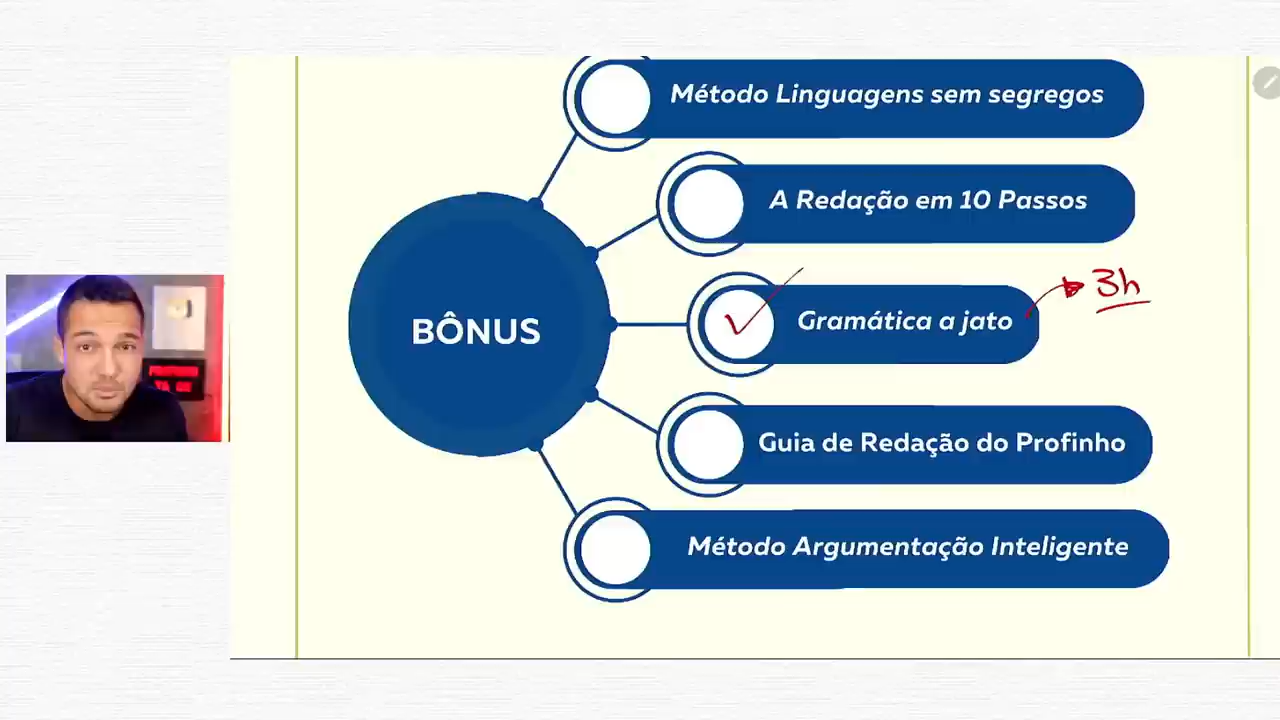 Método Linguagens sem segregos
A Redação em 10 Passos
Gramática a jato
3h
BÔNUS
Guia de Redação do Profinho
Método Argumentação Inteligente